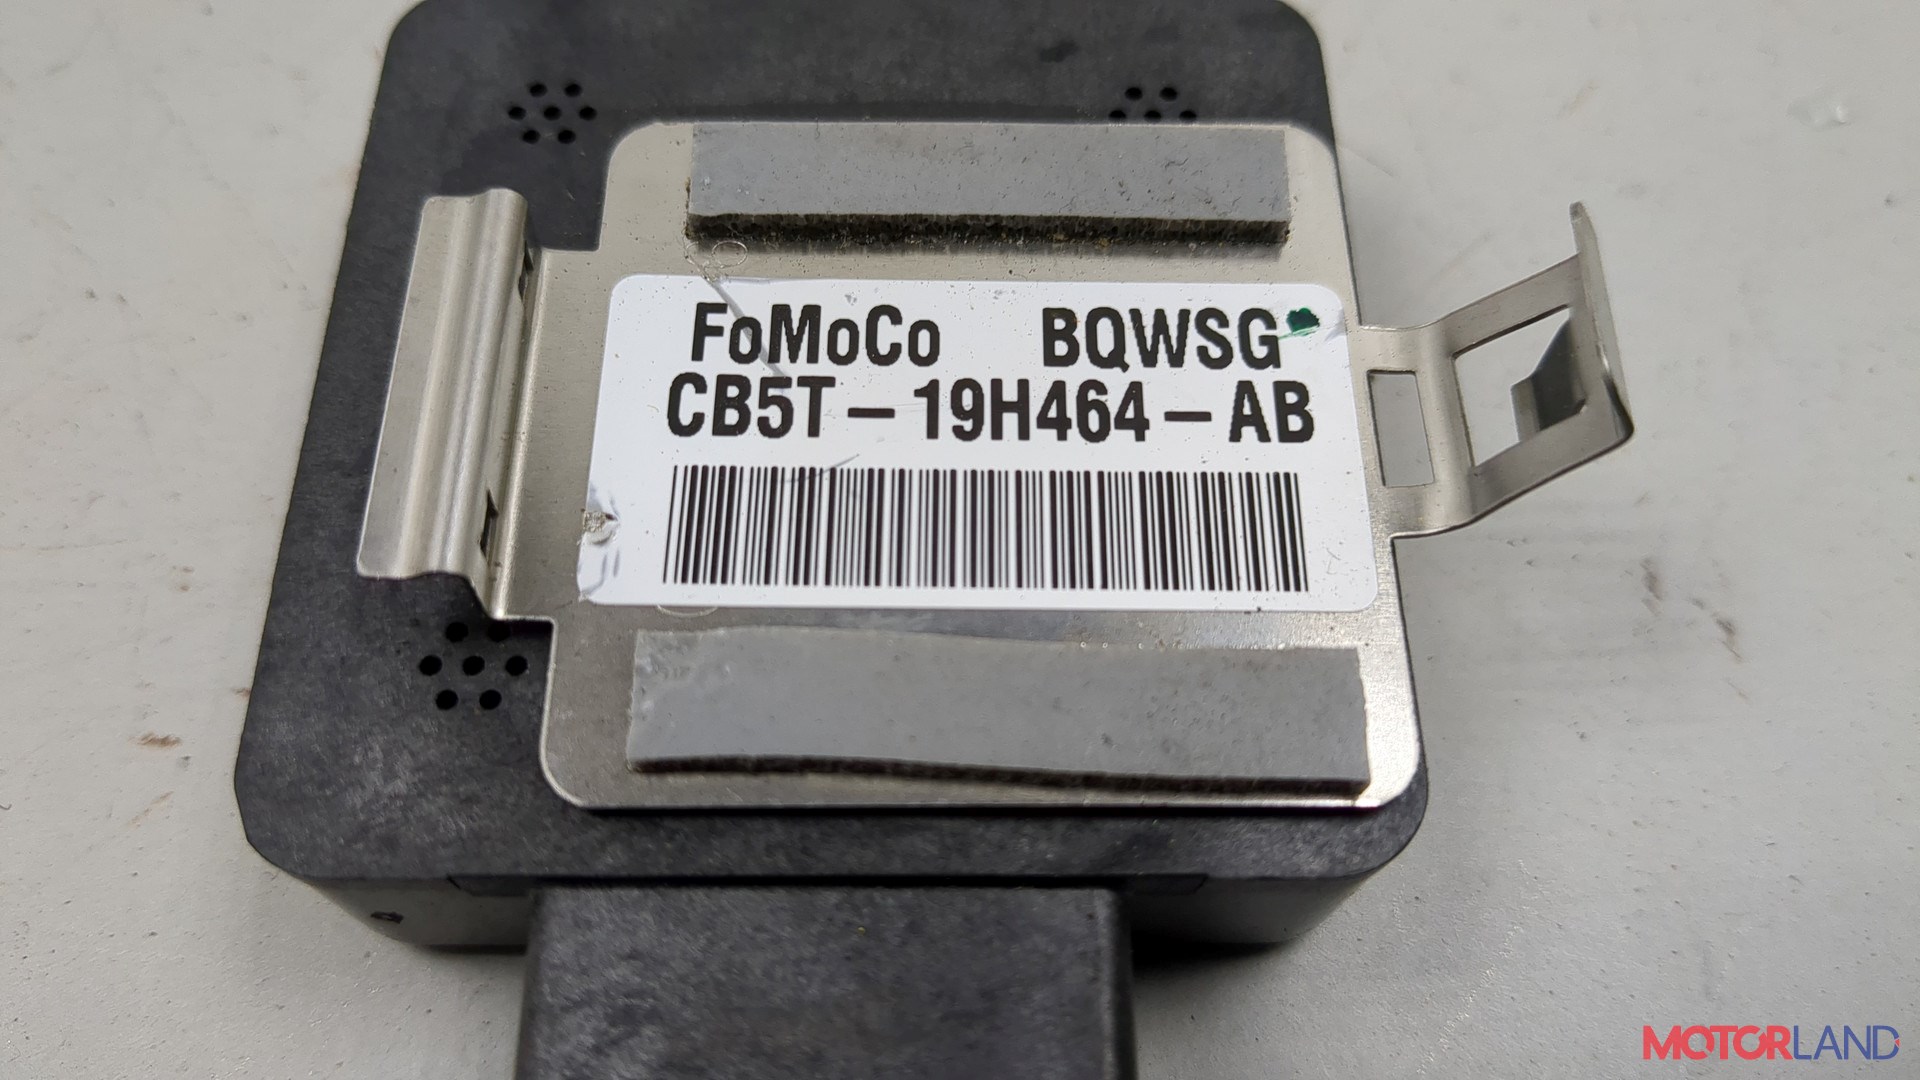 FoMoCo BQWSG
CB5T-19H464-AB
MOTORLAND